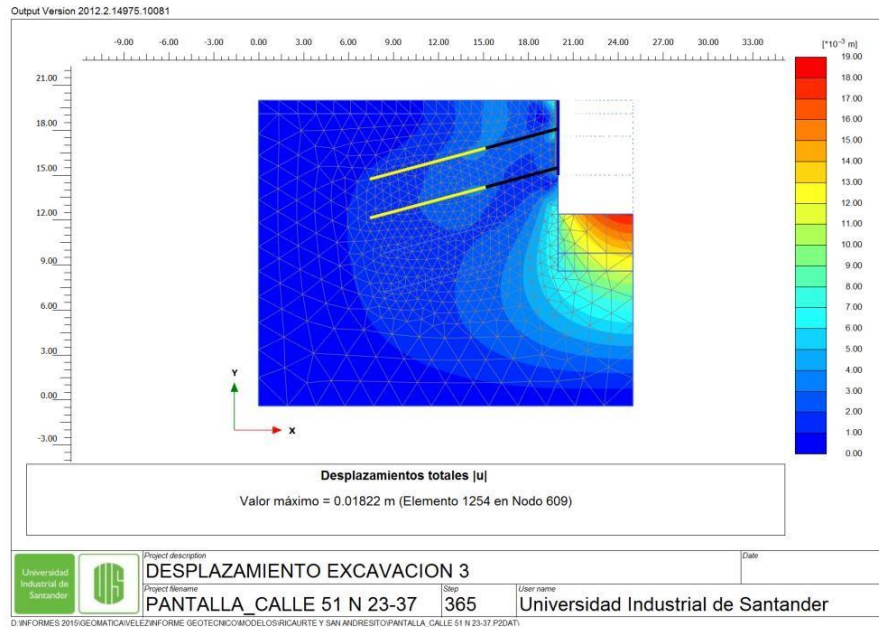 Output Version 2012.2.14975.10081
-9.00 -6.00 -3.00 0.00 3.00 6.00 9.00 12.00 15.00 18.00 21.00 24.00 27.00 30.00 33.00
[*10⁻³ m]
21.00
18.00
15.00
12.00
9.00
6.00
3.00
0.00
-3.00
Y
X
19.00
18.00
17.00
16.00
15.00
14.00
13.00
12.00
11.00
10.00
9.00
8.00
7.00
6.00
5.00
4.00
3.00
2.00
1.00
0.00
Desplazamientos totales |u|
Valor máximo = 0.01822 m (Elemento 1254 en Nodo 609)
Universidad
Industrial de
Santander
UIS
Project description
DESPLAZAMIENTO EXCAVACION 3
Date
Project filename
PANTALLA_CALLE 51 N 23-37
Step
365
User name
Universidad Industrial de Santander
D:\INFORMES 2015\GEOMATICA\VELEZ\INFORME GEOTECNICO\MODELOS\RICAURTE Y SAN ANDRESITO\PANTALLA_CALLE 51 N 23-37.P2DAT\